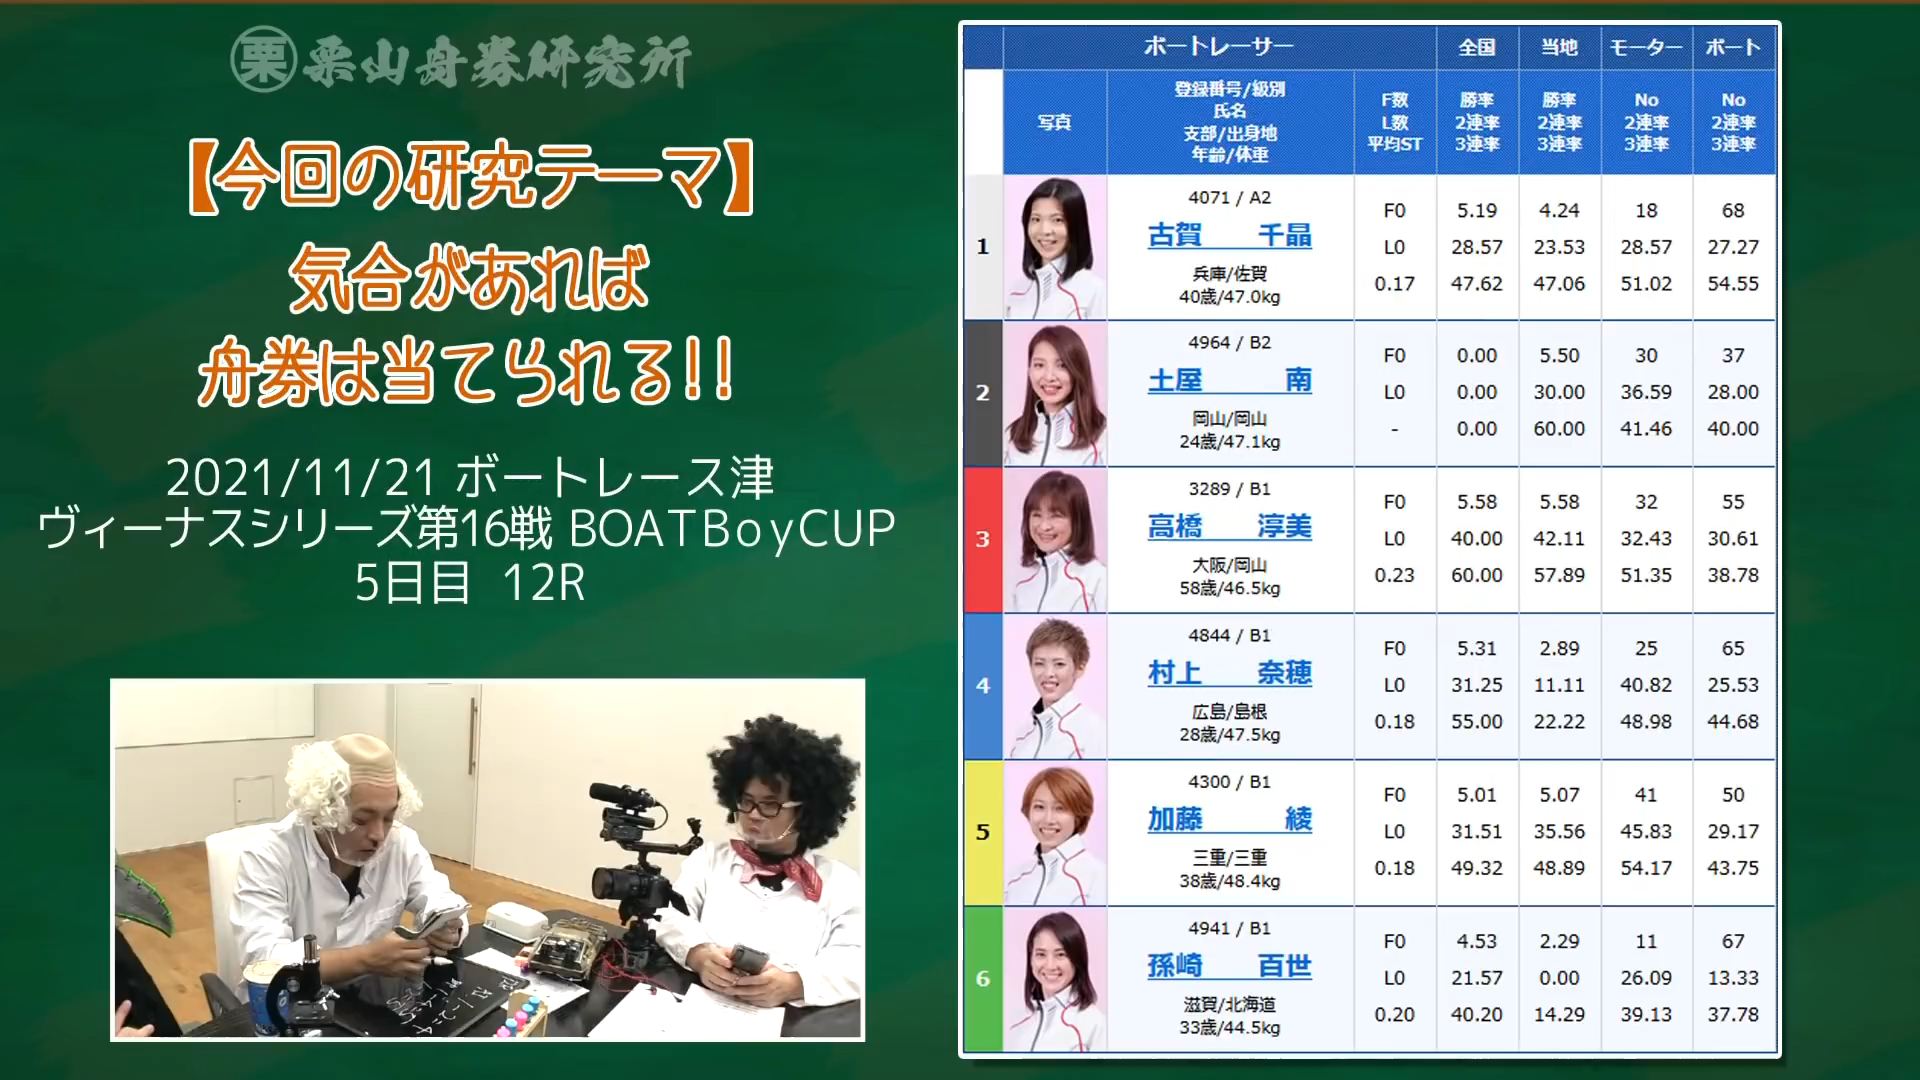 栗 栗山舟券研究所
【今回の研究テーマ】
気合があれば
舟券は当てられる!!
2021/11/21 ボートレース津
ヴィーナスシリーズ第16戦 BOATBoyCUP
5日目 12R
ボートレーサー 全国 当地 モーター ボート
写真
登録番号/級別
氏名
支部/出身地
年齢/体重
F数
L数
平均ST
勝率
2連率
3連率
勝率
2連率
3連率
No
2連率
3連率
No
2連率
3連率
1
4071 / A2
古賀 千晶
兵庫/佐賀
40歳/47.0kg
F0 5.19 4.24 18 68
L0 28.57 23.53 28.57 27.27
0.17 47.62 47.06 51.02 54.55
2
4964 / B2
土屋 南
岡山/岡山
24歳/47.1kg
F0 0.00 5.50 30 37
L0 0.00 30.00 36.59 28.00
- 0.00 60.00 41.46 40.00
3
3289 / B1
高橋 淳美
大阪/岡山
58歳/46.5kg
F0 5.58 5.58 32 55
L0 40.00 42.11 32.43 30.61
0.23 60.00 57.89 51.35 38.78
4
4844 / B1
村上 奈穂
広島/島根
28歳/47.5kg
F0 5.31 2.89 25 65
L0 31.25 11.11 40.82 25.53
0.18 55.00 22.22 48.98 44.68
5
4300 / B1
加藤 綾
三重/三重
38歳/48.4kg
F0 5.01 5.07 41 50
L0 31.51 35.56 45.83 29.17
0.18 49.32 48.89 54.17 43.75
6
4941 / B1
孫崎 百世
滋賀/北海道
33歳/44.5kg
F0 4.53 2.29 11 67
L0 21.57 0.00 26.09 13.33
0.20 40.20 14.29 39.13 37.78